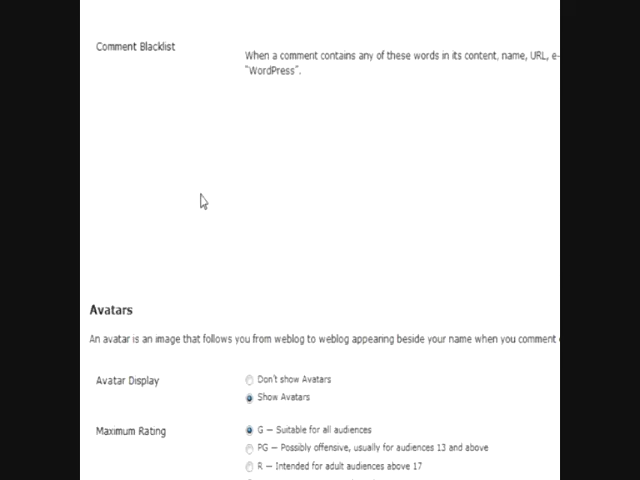 Comment Blacklist
When a comment contains any of these words in its content, name, URL, e-
"WordPress".
Avatars
An avatar is an image that follows you from weblog to weblog appearing beside your name when you comment
Avatar Display
Don't show Avatars
Show Avatars
Maximum Rating
G — Suitable for all audiences
PG — Possibly offensive, usually for audiences 13 and above
R — Intended for adult audiences above 17